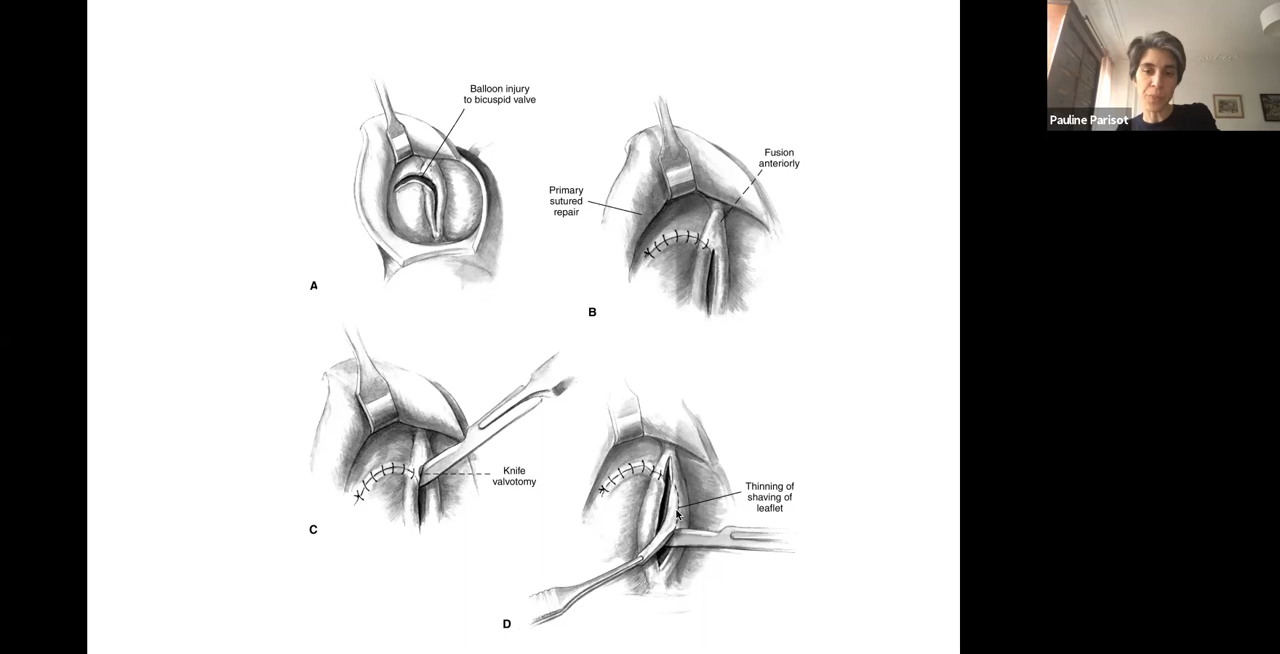 Balloon injury
to bicuspid valve
A
Primary
sutured
repair
Fusion
anteriorly
B
Knife
valvotomy
C
Thinning of
shaving of
leaflet
D
Pauline Parisot